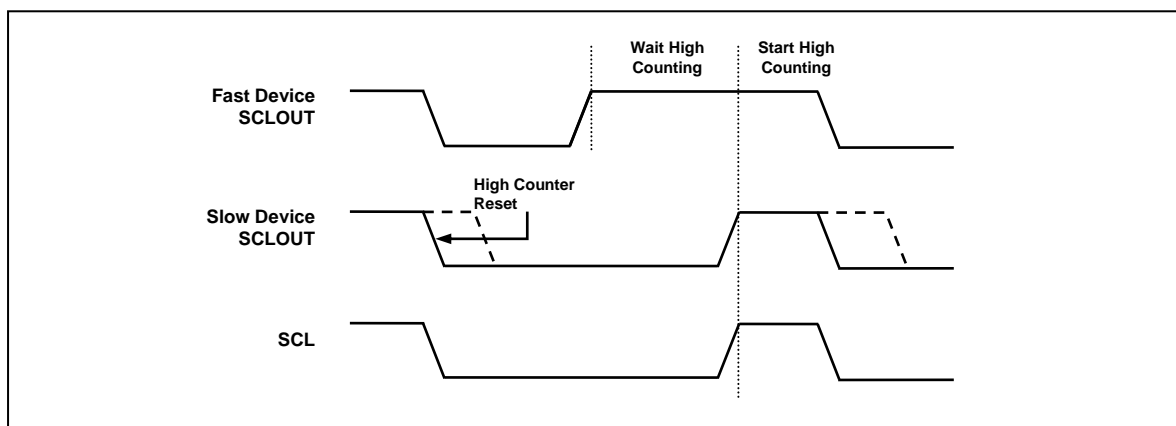 Wait High
Counting
Start High
Counting
Fast Device
SCLOUT
High Counter
Reset
Slow Device
SCLOUT
SCL